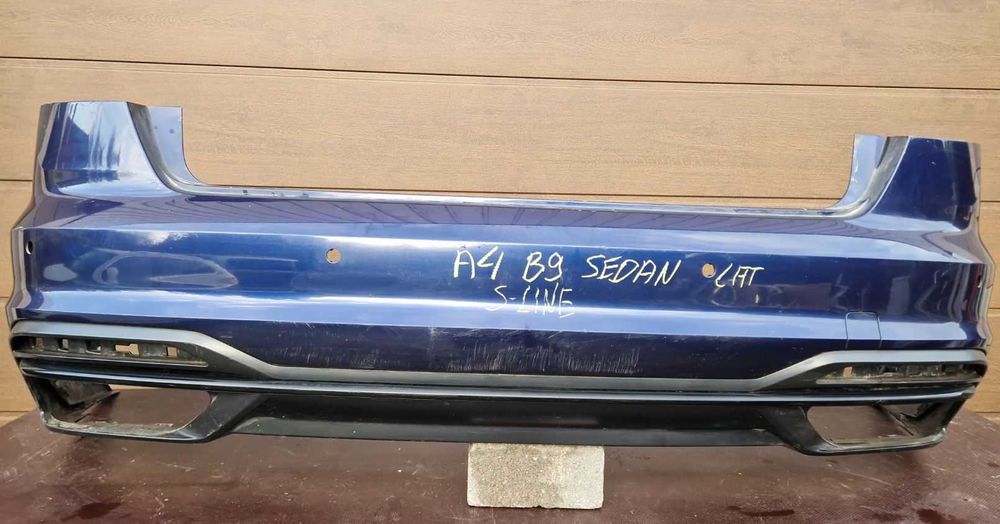 A4 B9 SEDAN LAT
S-LINE